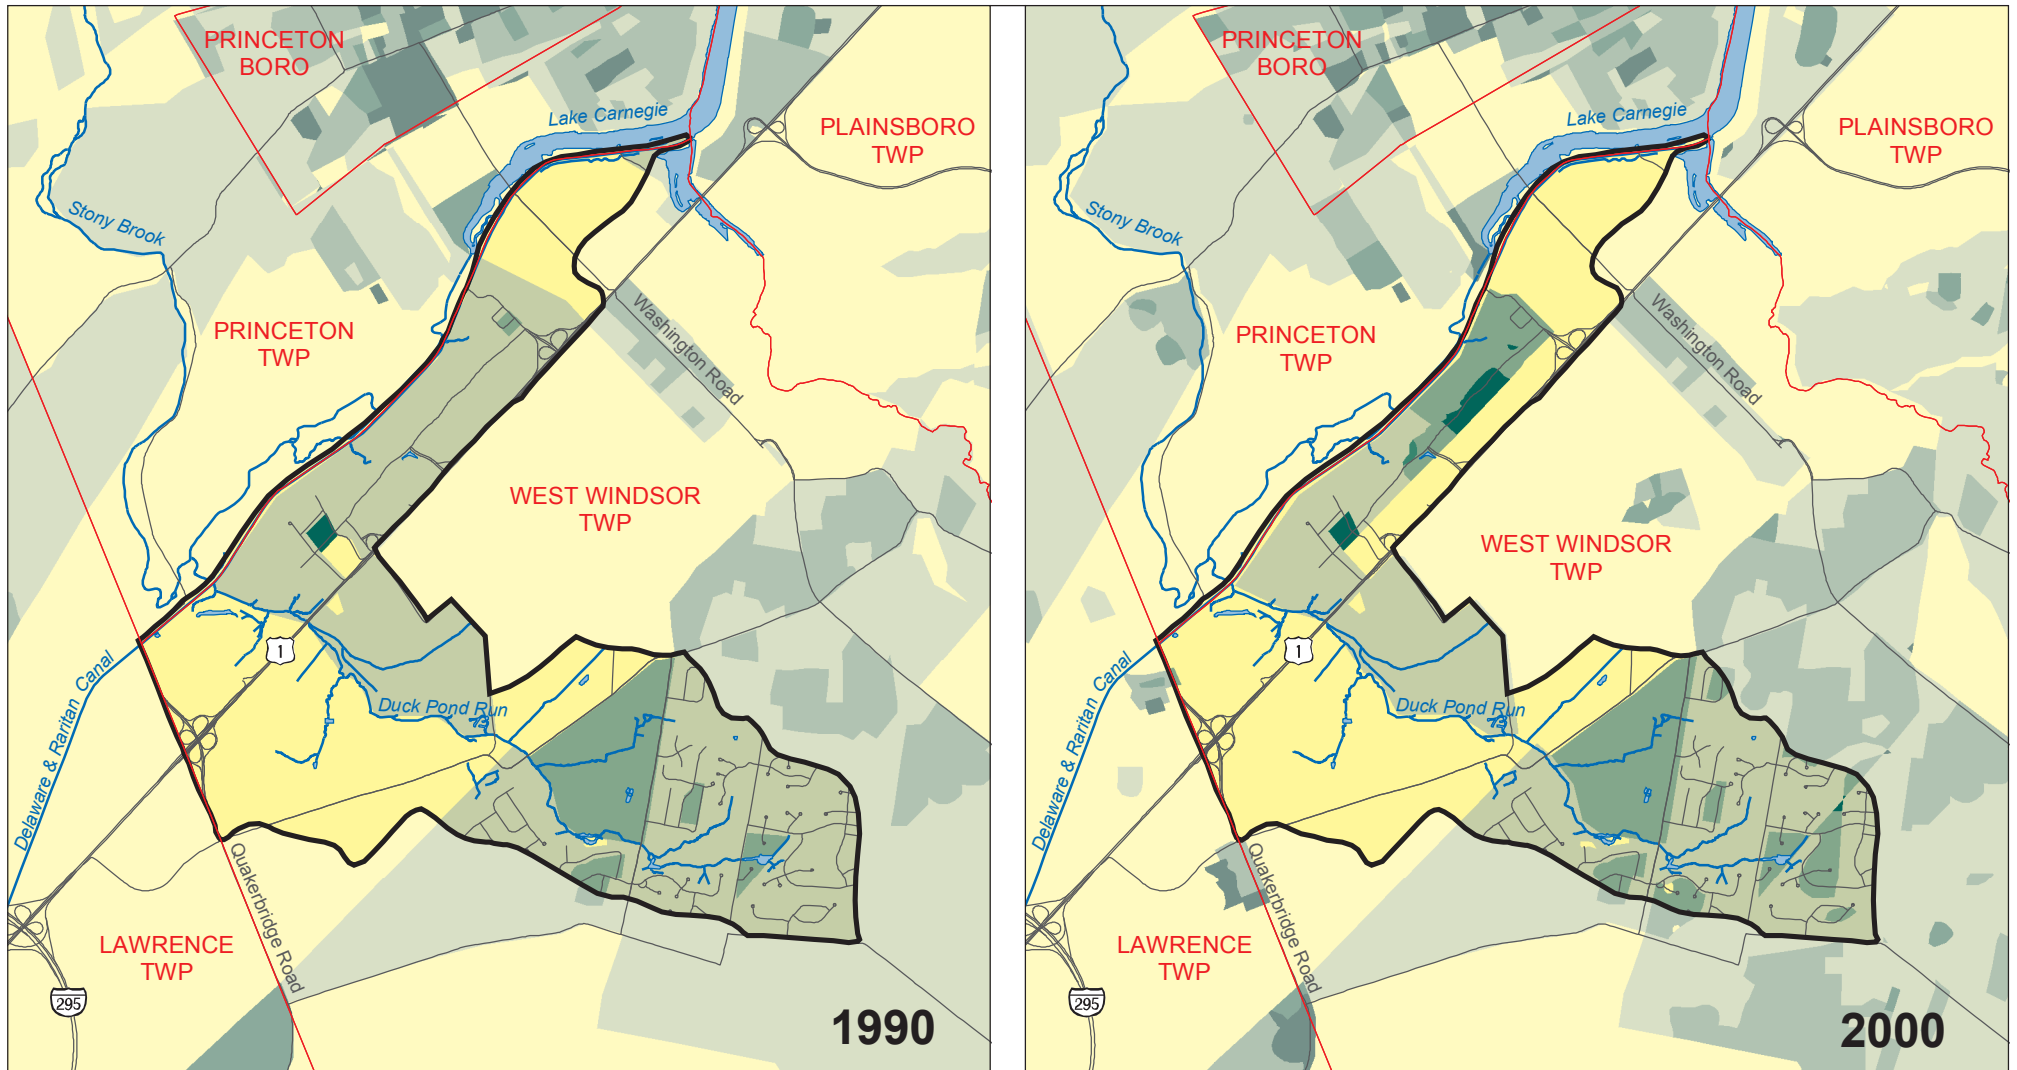 PRINCETON
BORO
Lake Carnegie
PLAINSBORO
TWP
Stony Brook
PRINCETON
TWP
Washington Road
WEST WINDSOR
TWP
1
Duck Pond Run
Delaware & Raritan Canal
Quakerbridge Road
LAWRENCE
TWP
295
1990
PRINCETON
BORO
Lake Carnegie
PLAINSBORO
TWP
Stony Brook
PRINCETON
TWP
Washington Road
WEST WINDSOR
TWP
1
Duck Pond Run
Delaware & Raritan Canal
Quakerbridge Road
LAWRENCE
TWP
295
2000